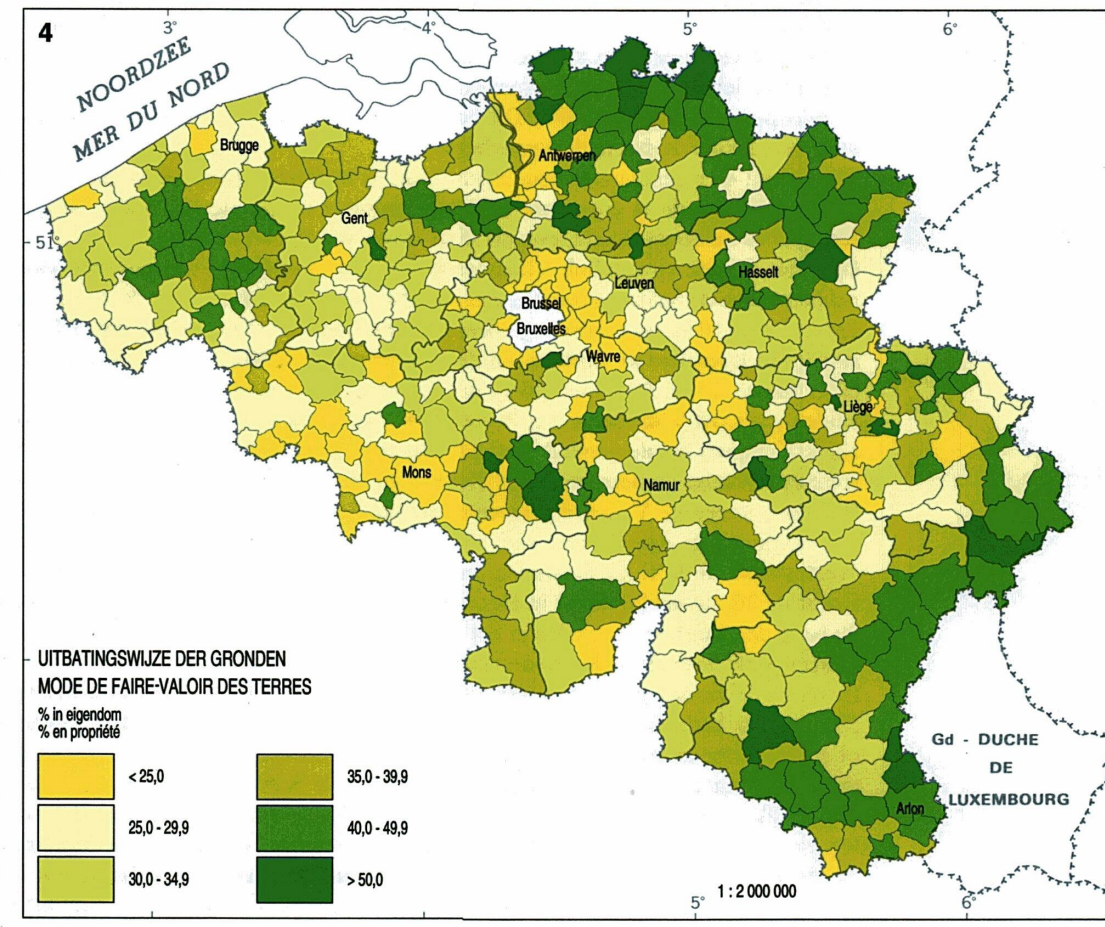 4
3°
4°
5°
6°
NOORDZEE
MER DU NORD
Brugge
Antwerpen
Gent
51°
Hasselt
Leuven
Brussel
Bruxelles
Wavre
Liège
Mons
Namur
UITBATINGSWIJZE DER GRONDEN
MODE DE FAIRE-VALOIR DES TERRES
% in eigendom
% en propriété
< 25,0
35,0 - 39,9
25,0 - 29,9
40,0 - 49,9
30,0 - 34,9
> 50,0
Gd - DUCHE
DE
LUXEMBOURG
Arlon
1 : 2 000 000
5°
6°